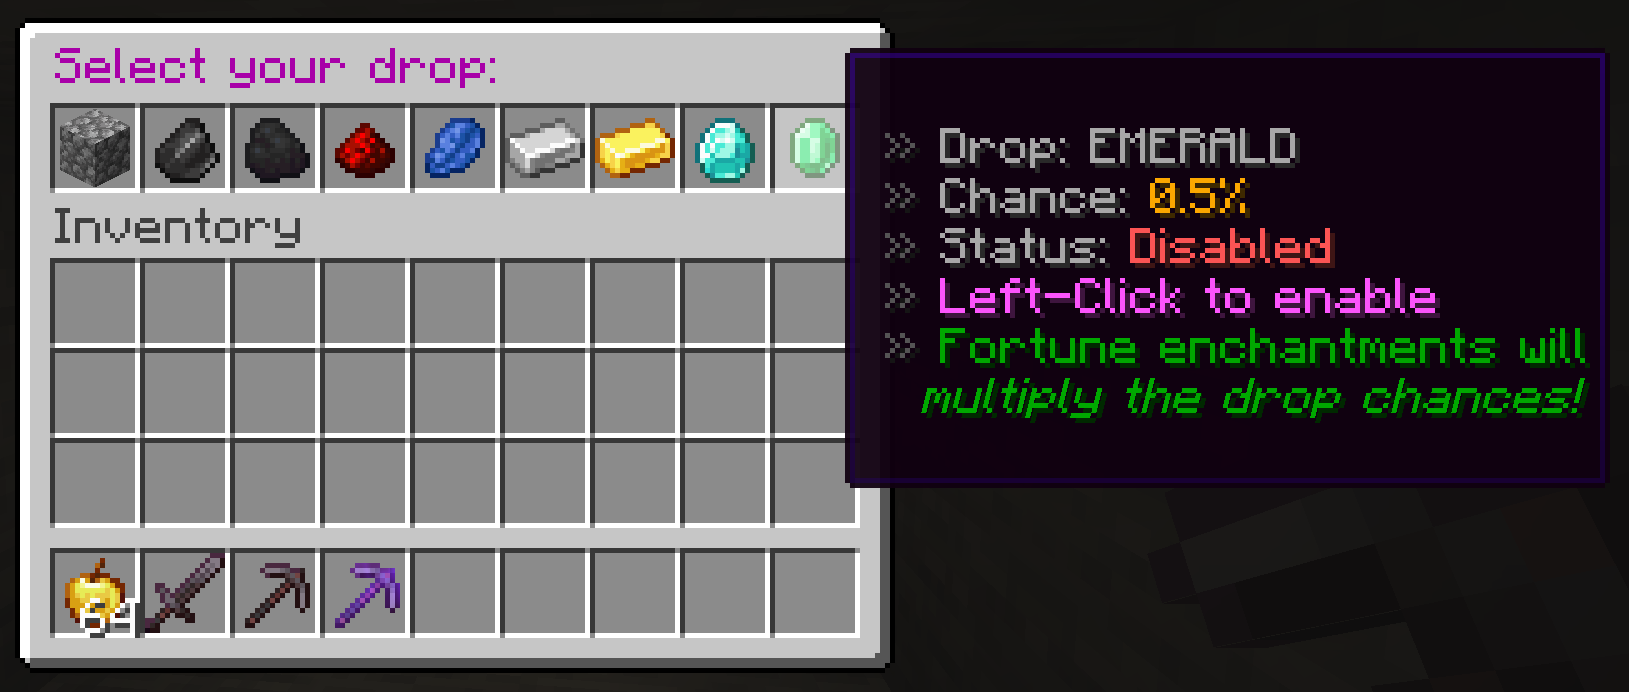 Select your drop:
Inventory
64
» Drop: EMERALD
» Chance: 0.5%
» Status: Disabled
» Left-Click to enable
» Fortune enchantments will
multiply the drop chances!